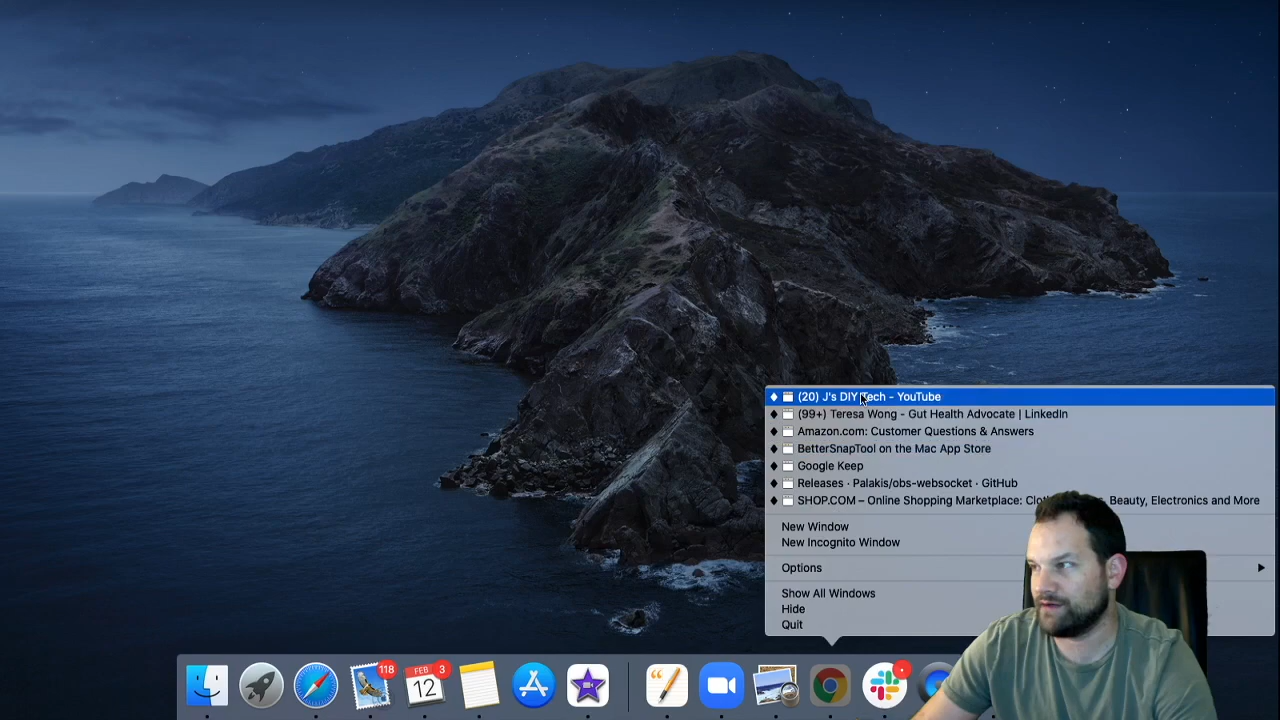 (20) J's DIY Tech - YouTube
(99+) Teresa Wong - Gut Health Advocate | LinkedIn
Amazon.com: Customer Questions & Answers
BetterSnapTool on the Mac App Store
Google Keep
Releases · Palakis/obs-websocket · GitHub
SHOP.COM – Online Shopping Marketplace: Beauty, Electronics and More
New Window
New Incognito Window
Options
Show All Windows
Hide
Quit
118
FEB 3
12